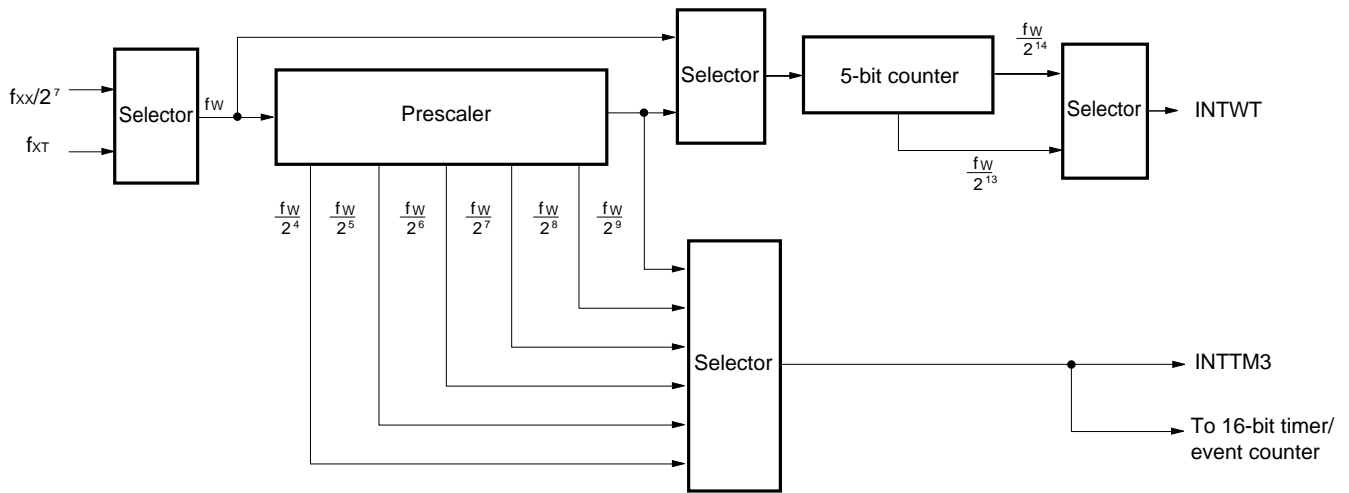 fXX/2⁷
fXT
Selector
fW
Prescaler
Selector
5-bit counter
fW
2¹⁴
fW
2¹³
Selector
INTWT
fW
2⁴
fW
2⁵
fW
2⁶
fW
2⁷
fW
2⁸
fW
2⁹
Selector
INTTM3
To 16-bit timer/
event counter